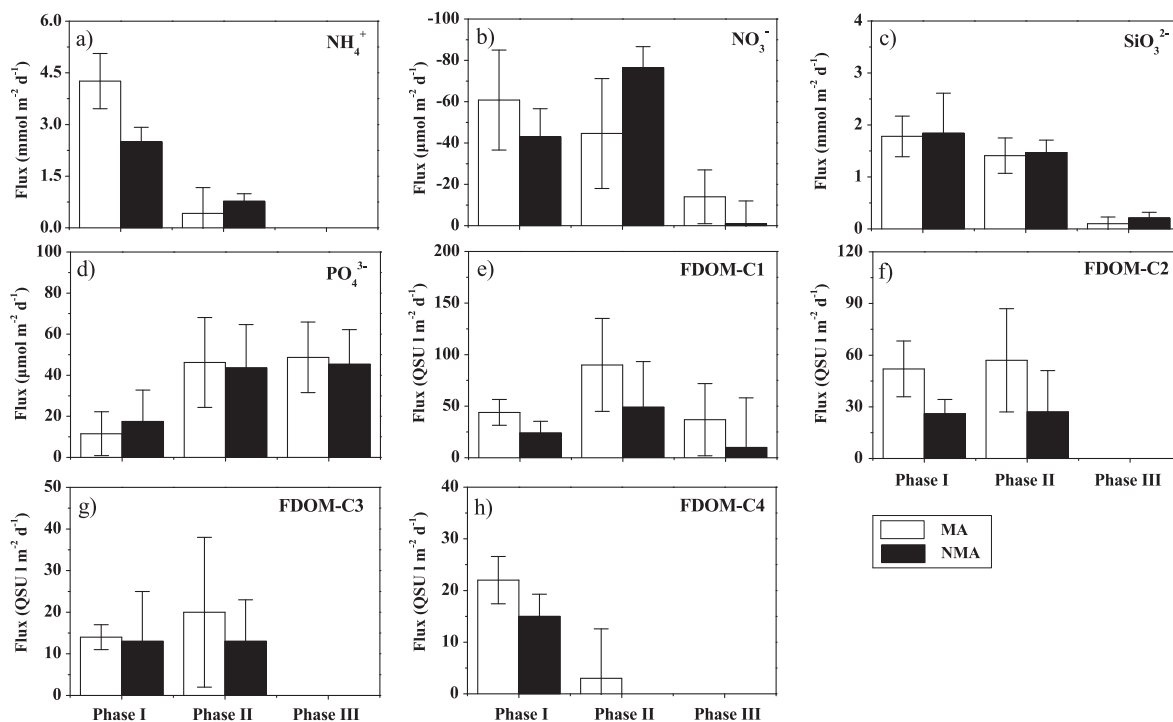 a)
NH₄⁺
Flux (mmol m⁻² d⁻¹)
6.0
4.5
3.0
1.5
0.0
b)
NO₃⁻
Flux (μmol m⁻² d⁻¹)
-100
-80
-60
-40
-20
0
c)
SiO₃²⁻
Flux (mmol m⁻² d⁻¹)
4
3
2
1
0
d)
PO₄³⁻
Flux (μmol m⁻² d⁻¹)
100
80
60
40
20
0
e)
FDOM-C1
Flux (QSU l m⁻² d⁻¹)
200
150
100
50
0
f)
FDOM-C2
Flux (QSU l m⁻² d⁻¹)
120
90
60
30
0
Phase I Phase II Phase III
g)
FDOM-C3
Flux (QSU l m⁻² d⁻¹)
50
40
30
20
10
0
Phase I Phase II Phase III
h)
FDOM-C4
Flux (QSU l m⁻² d⁻¹)
40
30
20
10
0
Phase I Phase II Phase III
MA
NMA